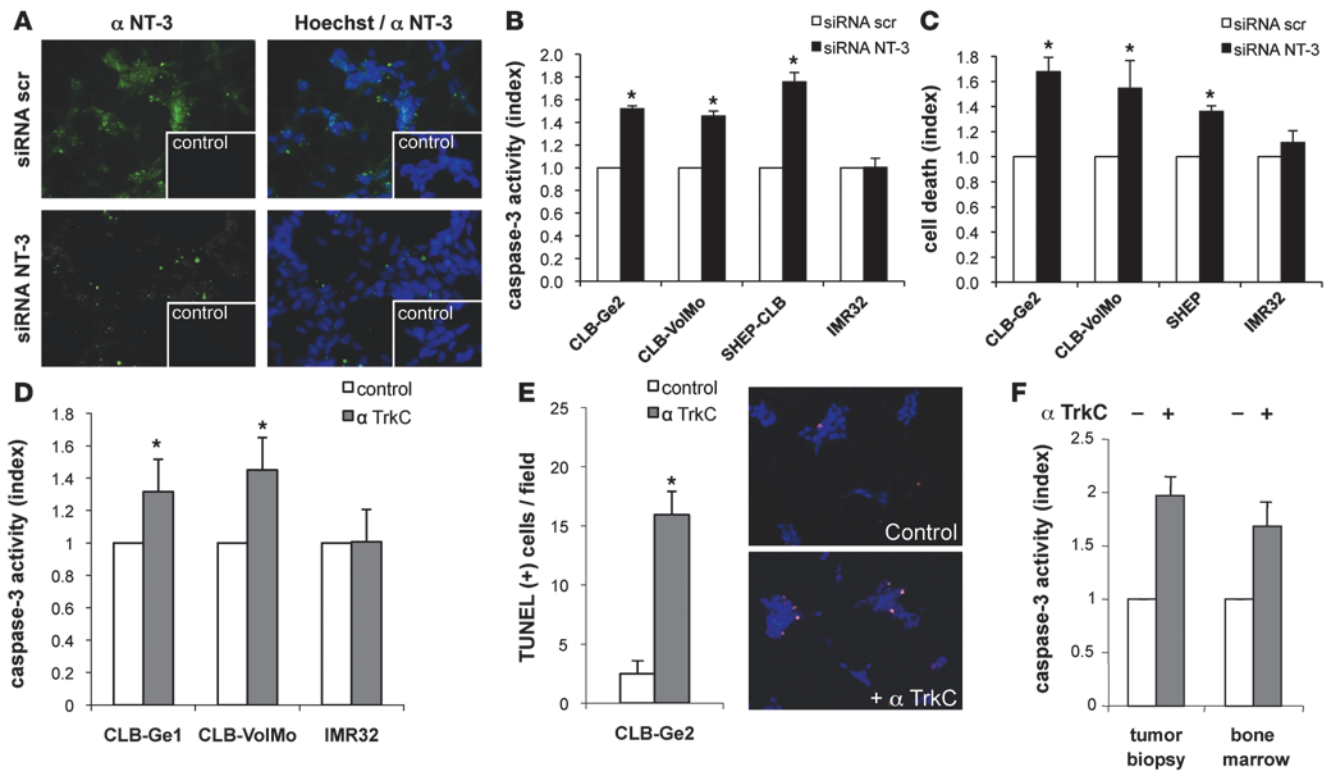 A
α NT-3
Hoechst / α NT-3
siRNA scr
control
control
siRNA NT-3
control
control
B
siRNA scr
siRNA NT-3
caspase-3 activity (index)
2.0
1.8
1.6
1.4
1.2
1.0
0.8
0.6
0.4
0.2
0.0
* * *
CLB-Ge2
CLB-VolMo
SHEP-CLB
IMR32
C
siRNA scr
siRNA NT-3
cell death (index)
1.8
1.6
1.4
1.2
1.0
0.8
0.6
0.4
0.2
0.0
* * *
CLB-Ge2
CLB-VolMo
SHEP
IMR32
D
control
α TrkC
caspase-3 activity (index)
1.8
1.6
1.4
1.2
1
0.8
0.6
0.4
0.2
0
* *
CLB-Ge1 CLB-VolMo IMR32
E
control
α TrkC
TUNEL (+) cells / field
25
20
15
10
5
0
*
CLB-Ge2
Control
+ α TrkC
F
α TrkC − + − +
caspase-3 activity (index)
2.5
2
1.5
1
0.5
0
tumor biopsy
bone marrow